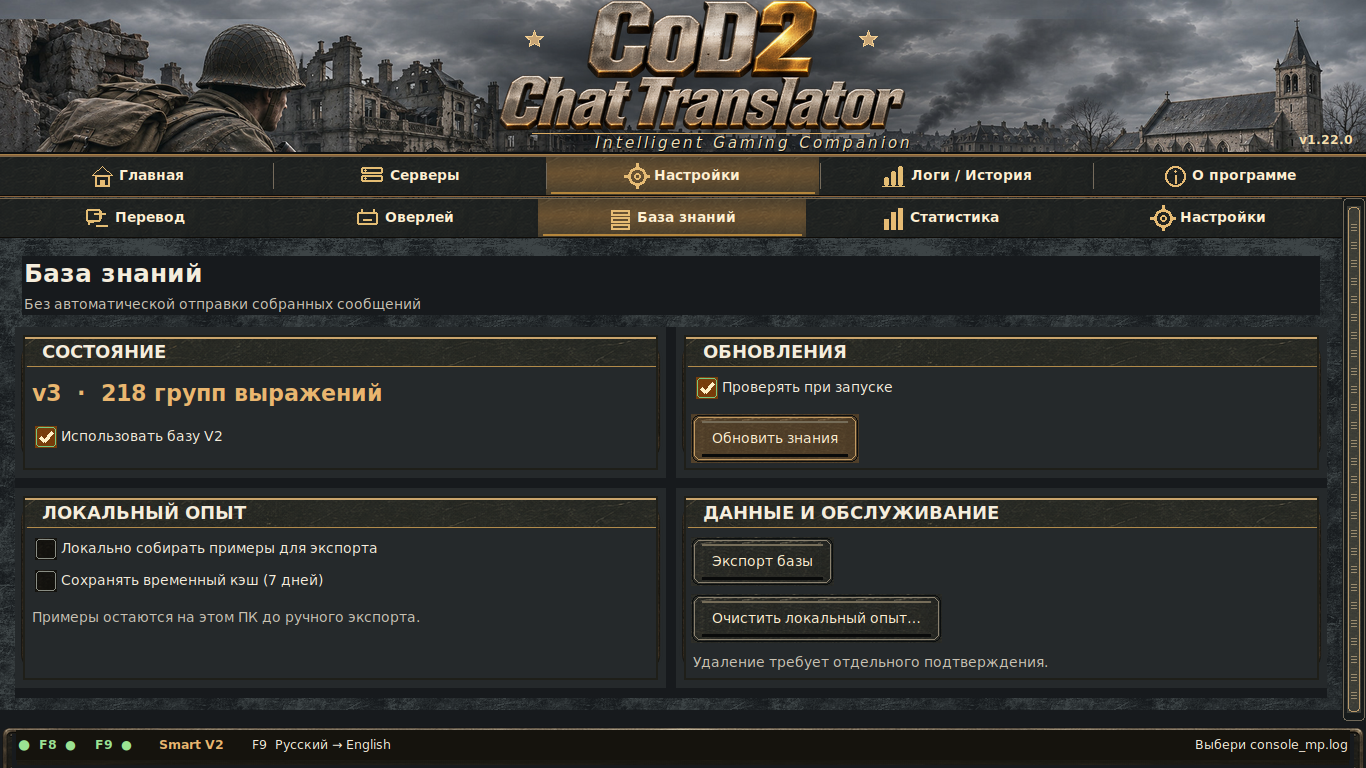 CoD2
Chat Translator
Intelligent Gaming Companion
v1.22.0
Главная
Серверы
Настройки
Логи / История
О программе
Перевод
Оверлей
База знаний
Статистика
Настройки
База знаний
Без автоматической отправки собранных сообщений
СОСТОЯНИЕ
v3 · 218 групп выражений
Использовать базу V2
ОБНОВЛЕНИЯ
Проверять при запуске
Обновить знания
ЛОКАЛЬНЫЙ ОПЫТ
Локально собирать примеры для экспорта
Сохранять временный кэш (7 дней)
Примеры остаются на этом ПК до ручного экспорта.
ДАННЫЕ И ОБСЛУЖИВАНИЕ
Экспорт базы
Очистить локальный опыт...
Удаление требует отдельного подтверждения.
● F8 ● F9 ● Smart V2 F9 Русский → English
Выбери console_mp.log